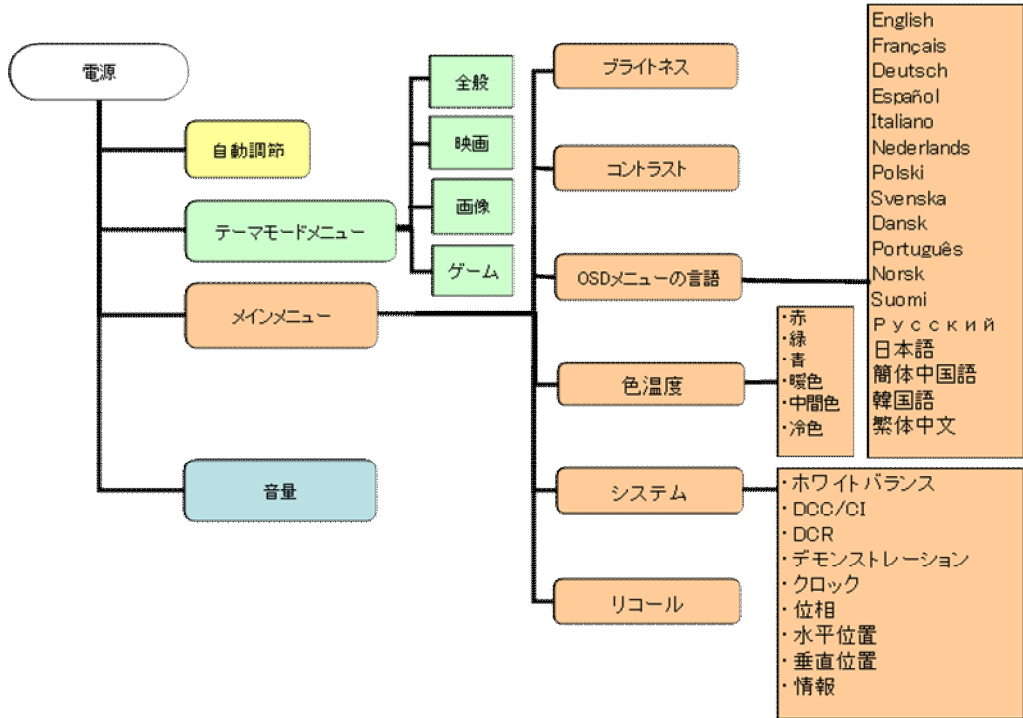 電源
自動調節
テーマモードメニュー
メインメニュー
音量
全般
映画
画像
ゲーム
ブライトネス
コントラスト
OSDメニューの言語
色温度
システム
リコール
English
Français
Deutsch
Español
Italiano
Nederlands
Polski
Svenska
Dansk
Português
Norsk
Suomi
Русский
日本語
簡体中国語
韓国語
繁体中文
・赤
・緑
・青
・暖色
・中間色
・冷色
・ホワイトバランス
・DCC/CI
・DCR
・デモンストレーション
・クロック
・位相
・水平位置
・垂直位置
・情報